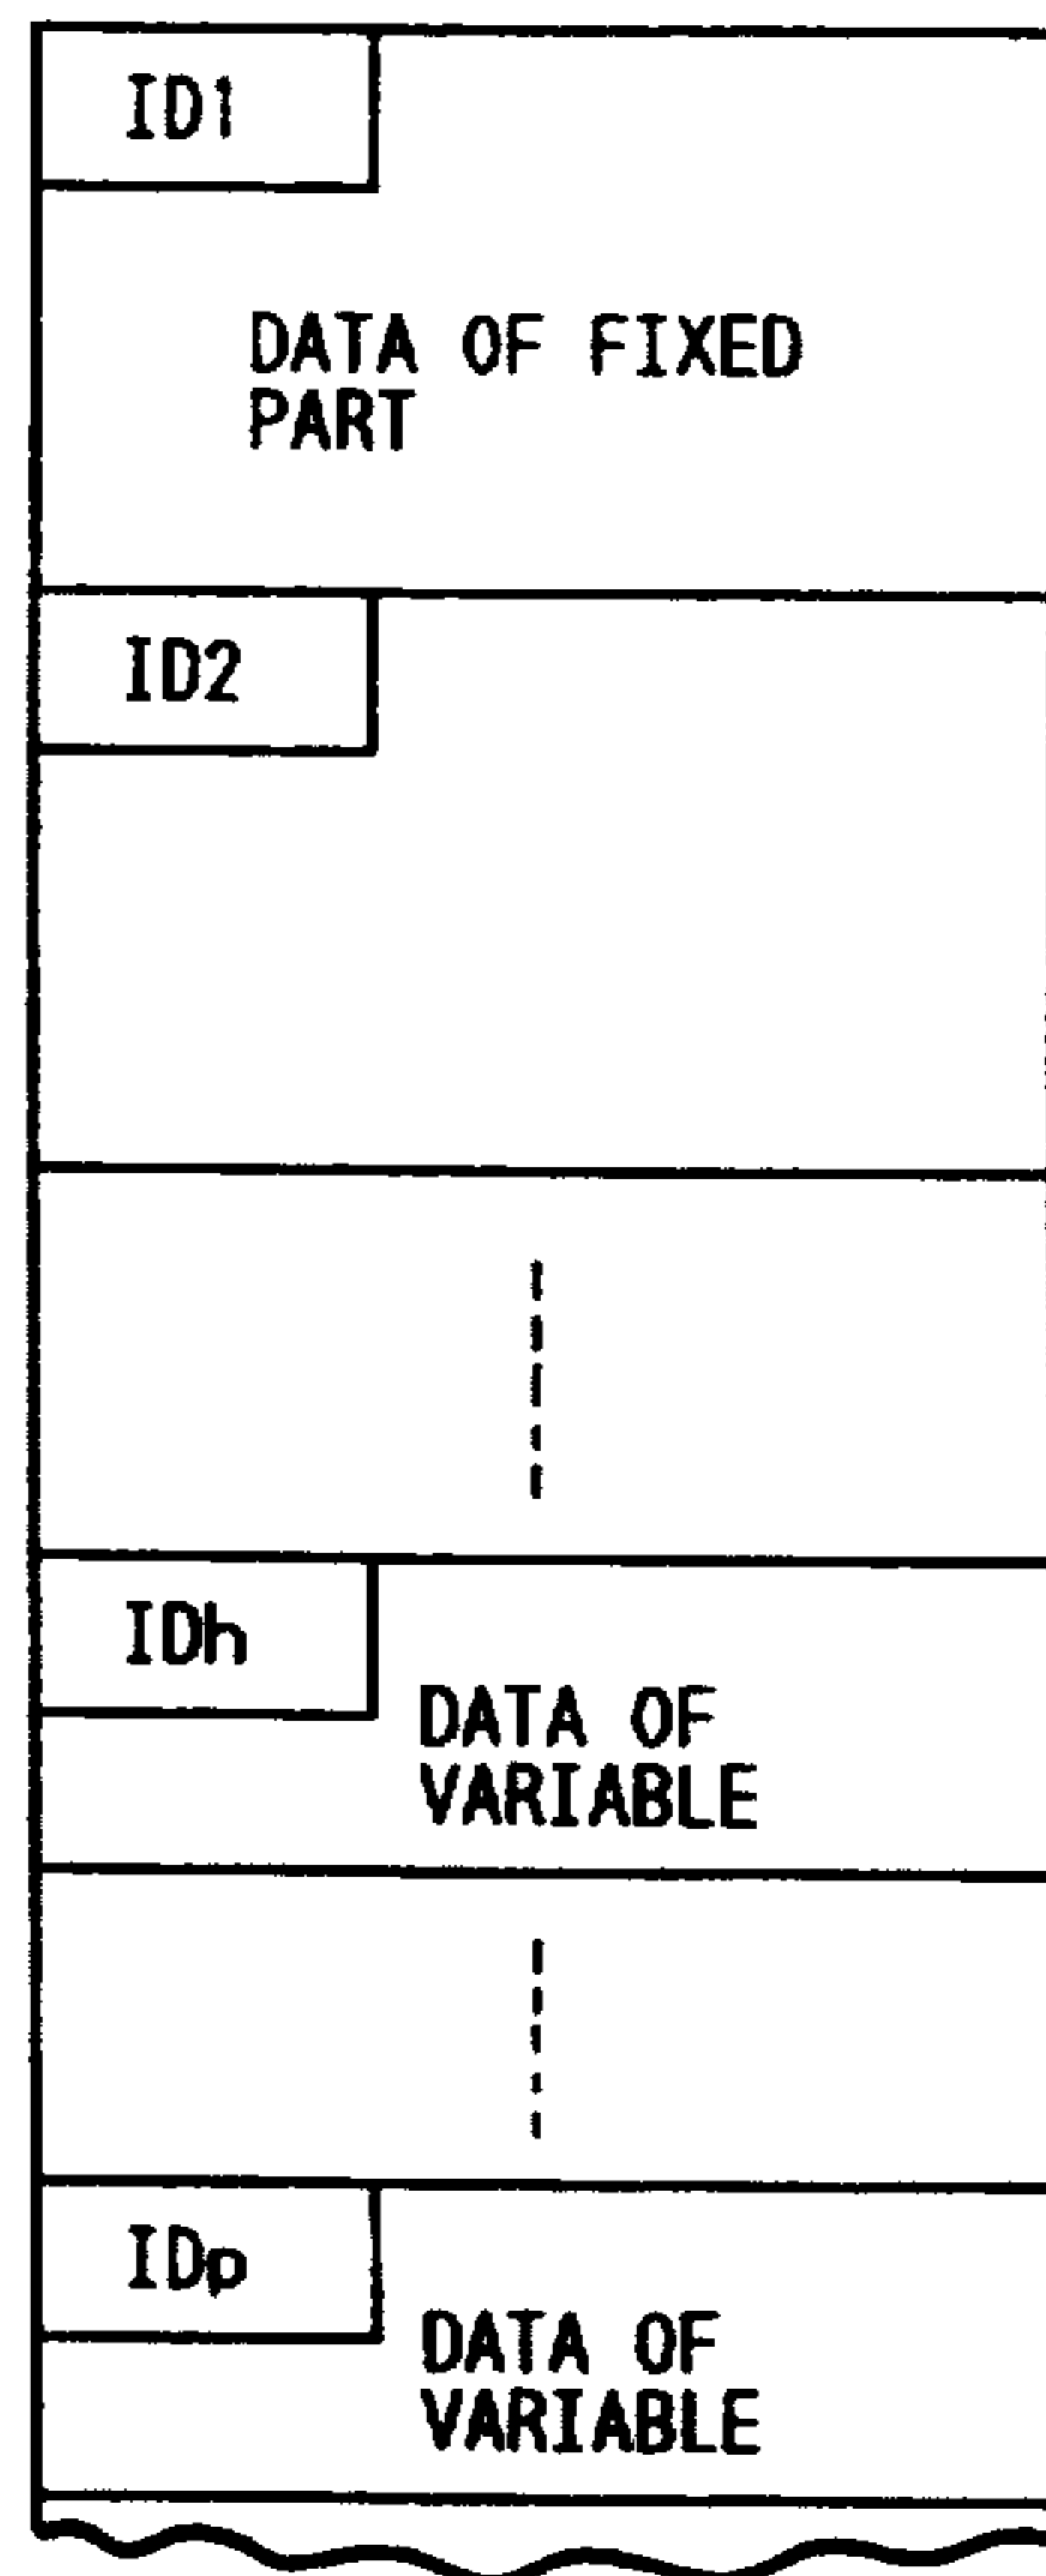 ID1
DATA OF FIXED
PART
ID2
IDh
DATA OF
VARIABLE
IDp
DATA OF
VARIABLE